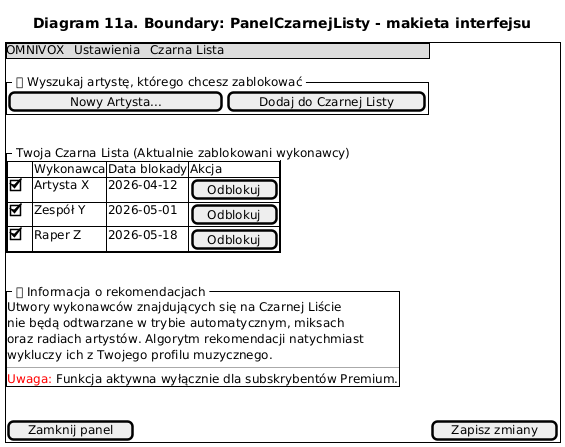 Diagram 11a. Boundary: PanelCzarnejListy - makieta interfejsu
OMNIVOX Ustawienia Czarna Lista
Wyszukaj artystę, którego chcesz zablokować
Nowy Artysta... Dodaj do Czarnej Listy
Twoja Czarna Lista (Aktualnie zablokowani wykonawcy)
Wykonawca Data blokady Akcja
Artysta X 2026-04-12 Odblokuj
Zespół Y 2026-05-01 Odblokuj
Raper Z 2026-05-18 Odblokuj
Informacja o rekomendacjach
Utwory wykonawców znajdujących się na Czarnej Liście
nie będą odtwarzane w trybie automatycznym, miksach
oraz radiach artystów. Algorytm rekomendacji natychmiast
wykluczy ich z Twojego profilu muzycznego.
Uwaga: Funkcja aktywna wyłącznie dla subskrybentów Premium.
Zamknij panel Zapisz zmiany